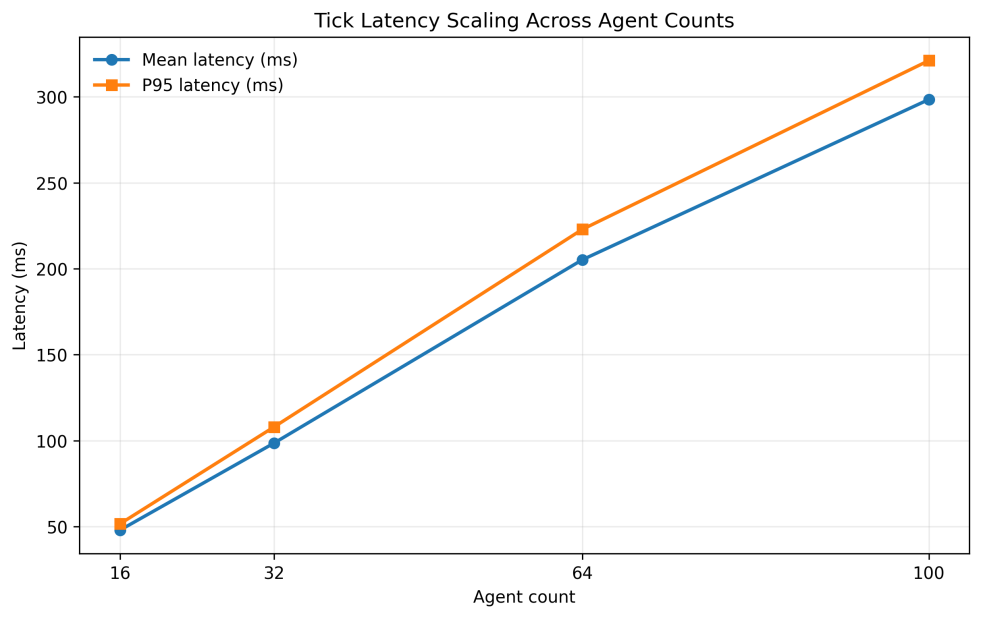 Tick Latency Scaling Across Agent Counts
Mean latency (ms)
P95 latency (ms)
Latency (ms)
300
250
200
150
100
50
16
32
64
100
Agent count